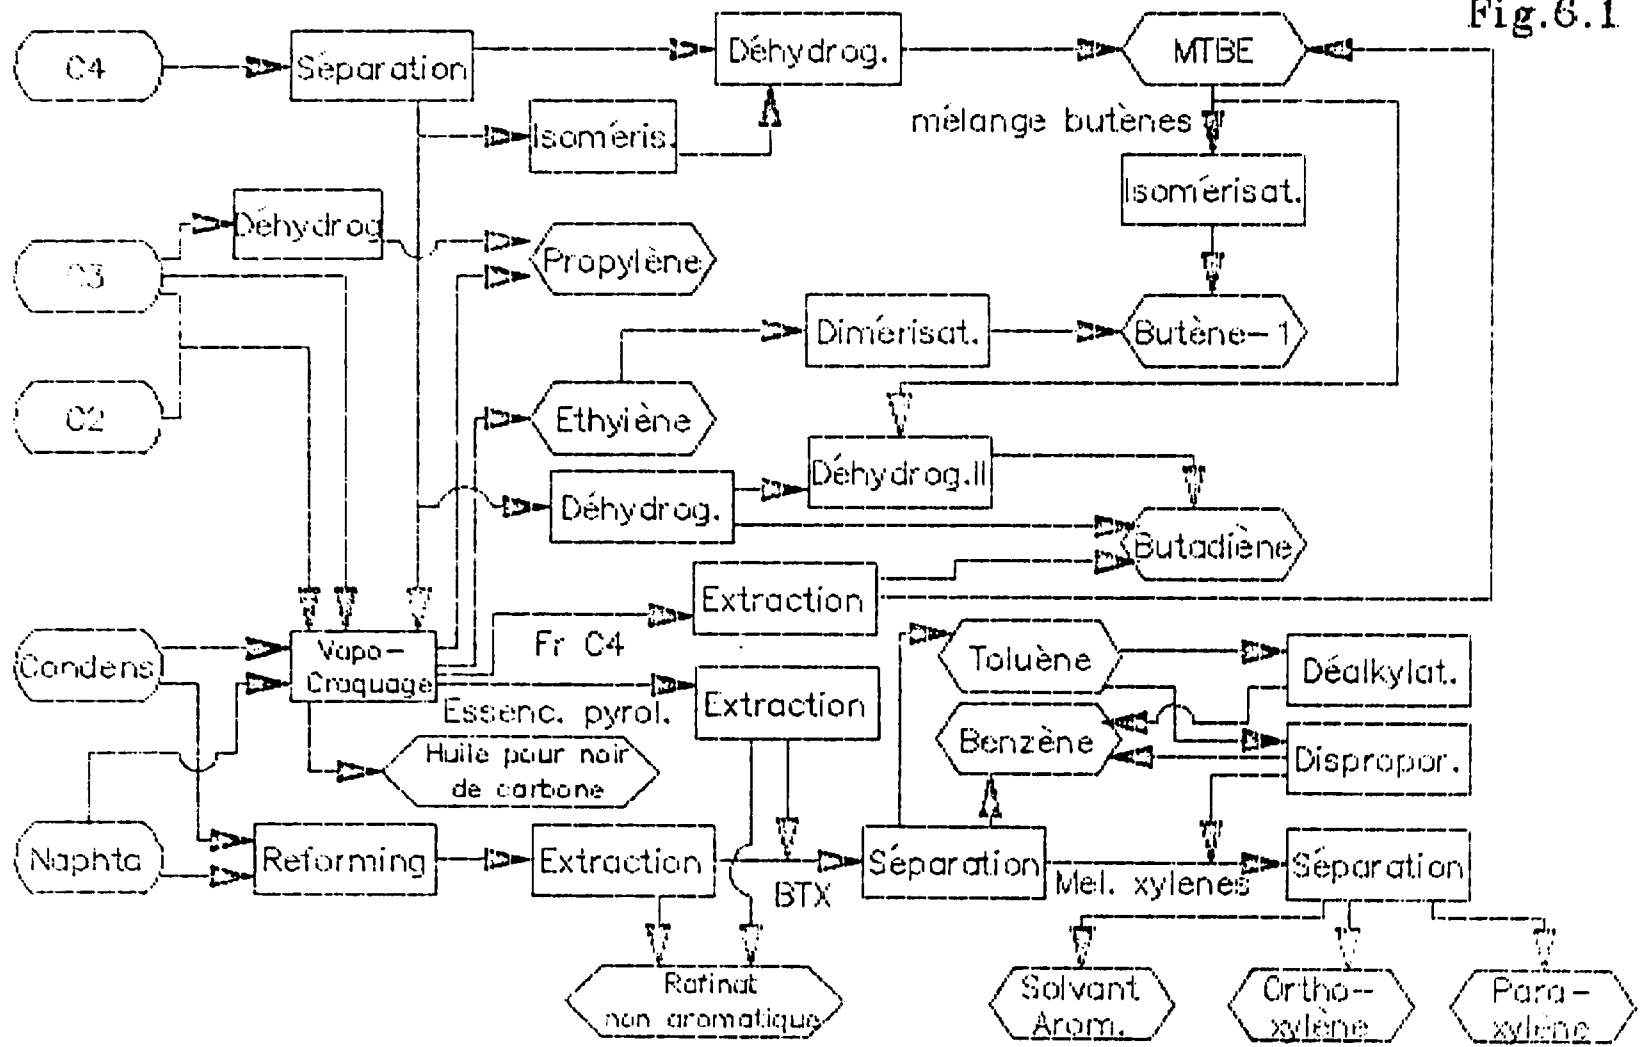 Fig.6.1
C4
Séparation
Déhydrog.
MTBE
mélange butènes
Isoméris.
Isomérisat.
Déhydrog
C3
Propylène
Dimérisat.
Butène-1
C2
Ethylène
Déhydrog.II
Déhydrog.
Butadiène
Extraction
Fr C4
Condens
Vapo-
Craquage
Toluène
Déalkylat.
Essenc. pyrol.
Extraction
Benzène
Dispropor.
Huile pour noir
de carbone
Naphta
Reforming
Extraction
BTX
Séparation
Mel. xylenes
Séparation
Rafinat
non aromatique
Solvant
Arom.
Ortho-
xylène
Para-
xylène